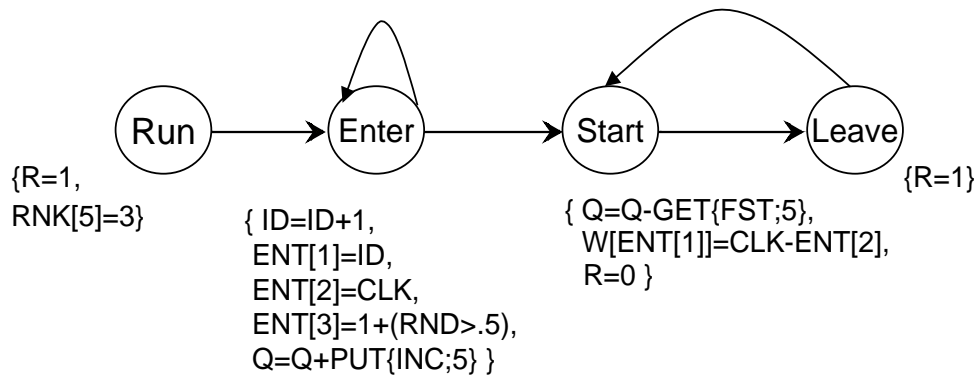 Run
Enter
Start
Leave
{R=1,
RNK[5]=3}
{ ID=ID+1,
ENT[1]=ID,
ENT[2]=CLK,
ENT[3]=1+(RND>.5),
Q=Q+PUT{INC;5} }
{ Q=Q-GET{FST;5},
W[ENT[1]]=CLK-ENT[2],
R=0 }
{R=1}